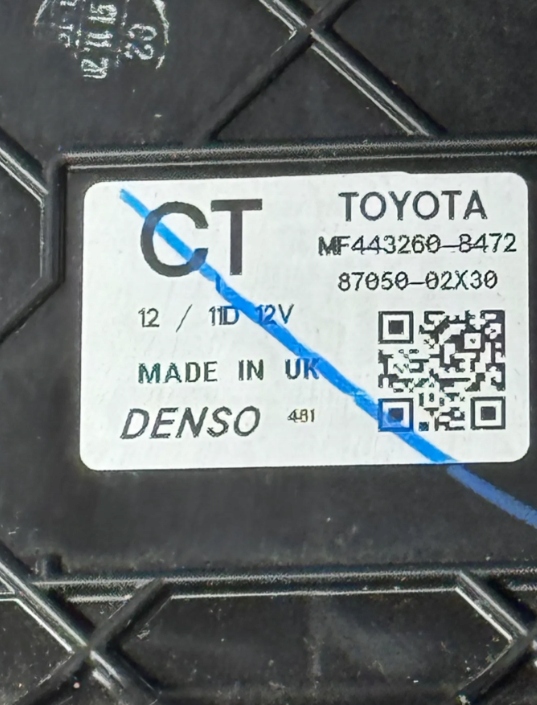 CT
TOYOTA
MF443260-8472
87050-02X30
12 / 11D 12V
MADE IN UK
DENSO 481